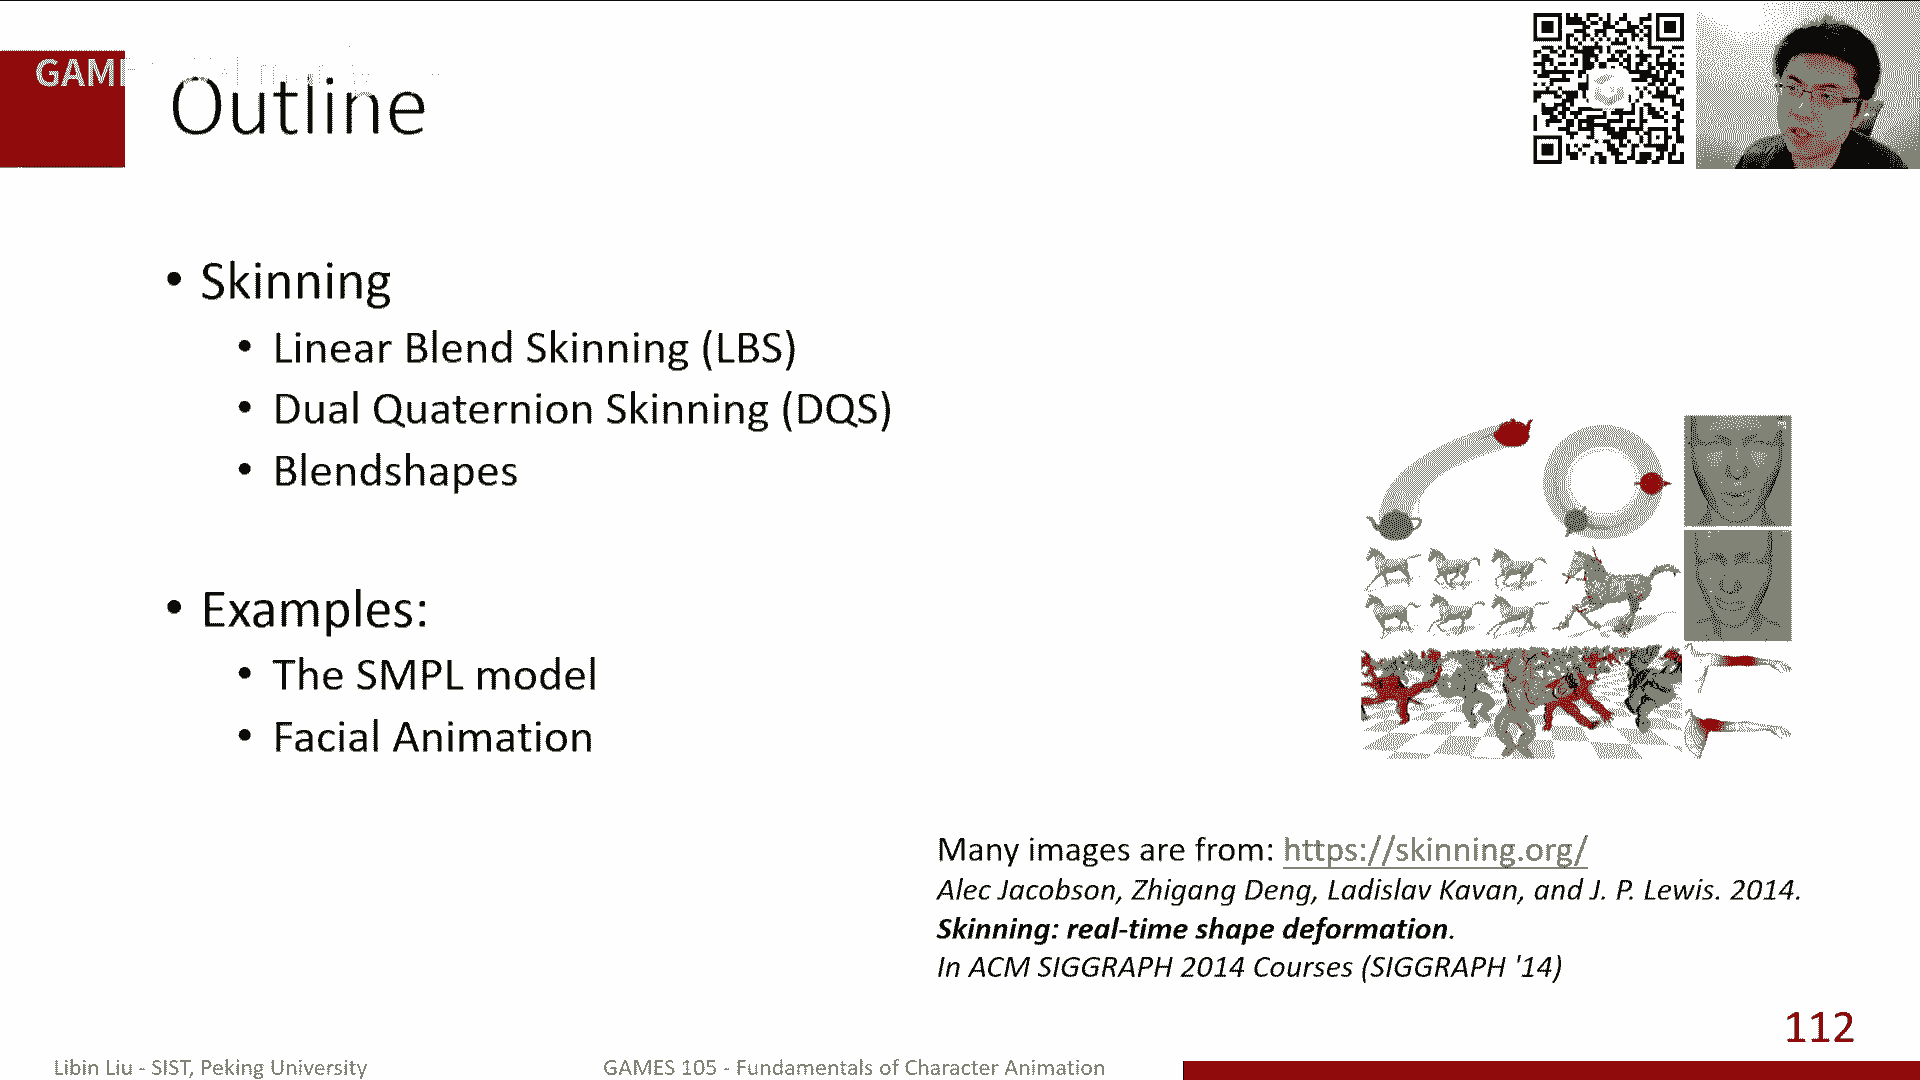 GAM
Outline
• Skinning
• Linear Blend Skinning (LBS)
• Dual Quaternion Skinning (DQS)
• Blendshapes
• Examples:
• The SMPL model
• Facial Animation
Many images are from: https://skinning.org/
Alec Jacobson, Zhigang Deng, Ladislav Kavan, and J. P. Lewis. 2014.
Skinning: real-time shape deformation.
In ACM SIGGRAPH 2014 Courses (SIGGRAPH '14)
112
Libin Liu - SIST, Peking University
GAMES 105 - Fundamentals of Character Animation